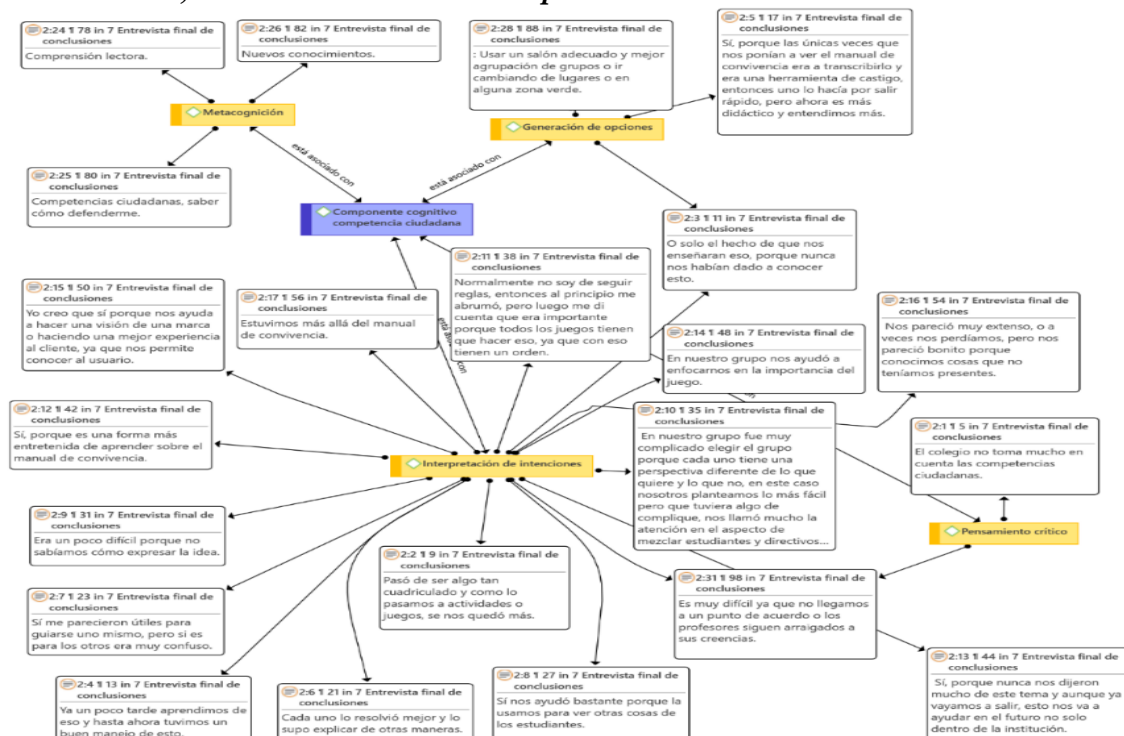 2:24 ¶ 78 in 7 Entrevista final de
conclusiones
Comprensión lectora.
2:26 ¶ 82 in 7 Entrevista final de
conclusiones
Nuevos conocimientos.
2:28 ¶ 88 in 7 Entrevista final de
conclusiones
: Usar un salón adecuado y mejor
agrupación de grupos o ir
cambiando de lugares o en
alguna zona verde.
2:5 ¶ 17 in 7 Entrevista final de
conclusiones
Sí, porque las únicas veces que
nos ponían a ver el manual de
convivencia era a transcribirlo y
era una herramienta de castigo,
entonces uno lo hacía por salir
rápido, pero ahora es más
didáctico y entendimos más.
Metacognición
Generación de opciones
2:25 ¶ 80 in 7 Entrevista final de
conclusiones
Competencias ciudadanas, saber
cómo defenderme.
está asociado con
está asociado con
Componente cognitivo
competencia ciudadana
2:3 ¶ 11 in 7 Entrevista final de
conclusiones
O solo el hecho de que nos
enseñaran eso, porque nunca
nos habían dado a conocer
esto.
2:11 ¶ 38 in 7 Entrevista final de
conclusiones
Normalmente no soy de seguir
reglas, entonces al principio me
abrumó, pero luego me di
cuenta que era importante
porque todos los juegos tienen
que hacer eso, ya que con eso
tienen un orden.
2:15 ¶ 50 in 7 Entrevista final de
conclusiones
Yo creo que sí porque nos ayuda
a hacer una visión de una marca
o haciendo una mejor experiencia
al cliente, ya que nos permite
conocer al usuario.
2:17 ¶ 56 in 7 Entrevista final de
conclusiones
Estuvimos más allá del manual
de convivencia.
2:14 ¶ 48 in 7 Entrevista final de
conclusiones
En nuestro grupo nos ayudó a
enfocarnos en la importancia del
juego.
2:16 ¶ 54 in 7 Entrevista final de
conclusiones
Nos pareció muy extenso, o a
veces nos perdíamos, pero nos
pareció bonito porque
conocimos cosas que no
teníamos presentes.
2:12 ¶ 42 in 7 Entrevista final de
conclusiones
Sí, porque es una forma más
entretenida de aprender sobre el
manual de convivencia.
2:10 ¶ 35 in 7 Entrevista final de
conclusiones
En nuestro grupo fue muy
complicado elegir el grupo
porque cada uno tiene una
perspectiva diferente de lo que
quiere y lo que no, en este caso
nosotros planteamos lo más fácil
pero que tuviera algo de
complique, nos llamó mucho la
atención en el aspecto de
mezclar estudiantes y directivos...
2:1 ¶ 5 in 7 Entrevista final de
conclusiones
El colegio no toma mucho en
cuenta las competencias
ciudadanas.
Interpretación de intenciones
Pensamiento crítico
2:9 ¶ 31 in 7 Entrevista final de
conclusiones
Era un poco difícil porque no
sabíamos cómo expresar la idea.
2:2 ¶ 9 in 7 Entrevista final de
conclusiones
Pasó de ser algo tan
cuadriculado y como lo
pasamos a actividades o
juegos, se nos quedó más.
2:31 ¶ 98 in 7 Entrevista final de
conclusiones
Es muy difícil ya que no llegamos
a un punto de acuerdo o los
profesores siguen arraigados a
sus creencias.
2:7 ¶ 23 in 7 Entrevista final de
conclusiones
Sí me parecieron útiles para
guiarse uno mismo, pero si es
para los otros era muy confuso.
2:4 ¶ 13 in 7 Entrevista final de
conclusiones
Ya un poco tarde aprendimos de
eso y hasta ahora tuvimos un
buen manejo de esto.
2:6 ¶ 21 in 7 Entrevista final de
conclusiones
Cada uno lo resolvió mejor y lo
supo explicar de otras maneras.
2:8 ¶ 27 in 7 Entrevista final de
conclusiones
Sí nos ayudó bastante porque la
usamos para ver otras cosas de
los estudiantes.
2:13 ¶ 44 in 7 Entrevista final de
conclusiones
Sí, porque nunca nos dijeron
mucho de este tema y aunque ya
vayamos a salir, esto nos va a
ayudar en el futuro no solo
dentro de la institución.